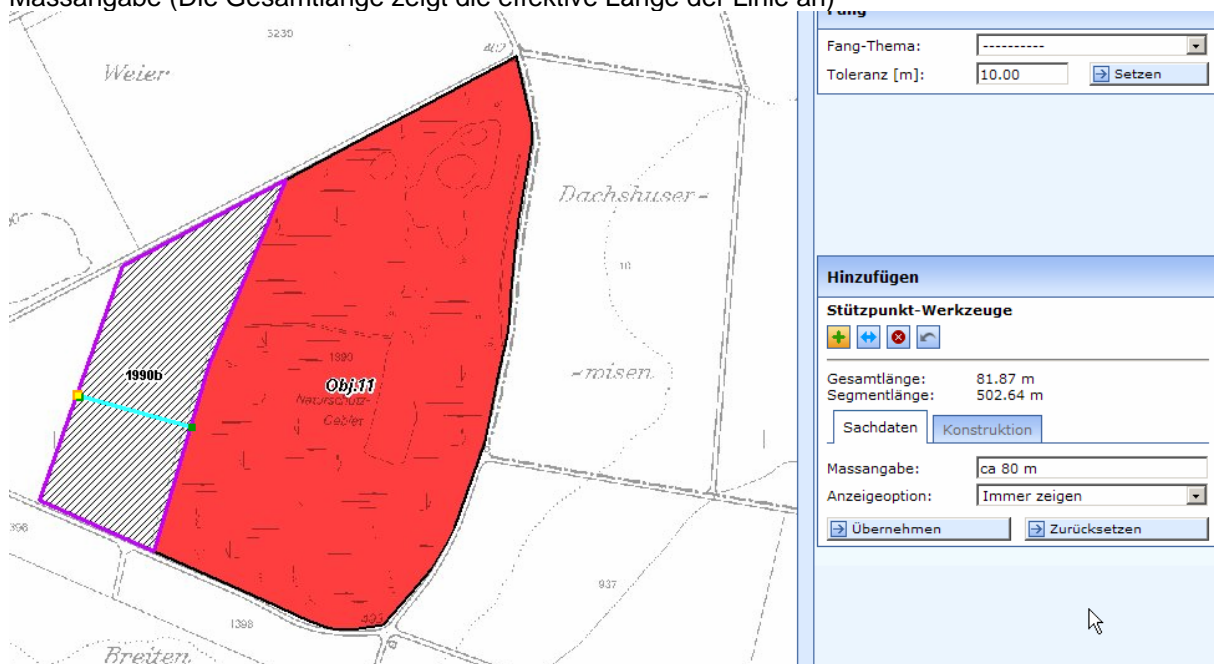 Massangabe (Die Gesamtlänge zeigt die effektive Länge der Linie an)
Fang
Fang-Thema: ----------
Toleranz [m]: 10.00 Setzen
5230
Weier
Dachshuser-
10
1990b
1890
Obj.11
Naturschutz-
Gebiet
-misen
398
1398
403
937
Breiten
Hinzufügen
Stützpunkt-Werkzeuge
Gesamtlänge: 81.87 m
Segmentlänge: 502.64 m
Sachdaten Konstruktion
Massangabe: ca 80 m
Anzeigeoption: Immer zeigen
Übernehmen Zurücksetzen